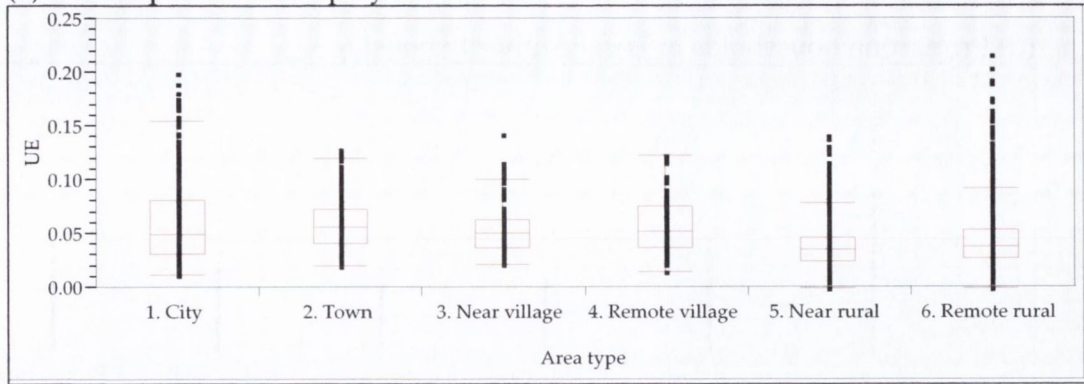 0.25
0.20
0.15
0.10
0.05
0.00
UE
1. City 2. Town 3. Near village 4. Remote village 5. Near rural 6. Remote rural
Area type